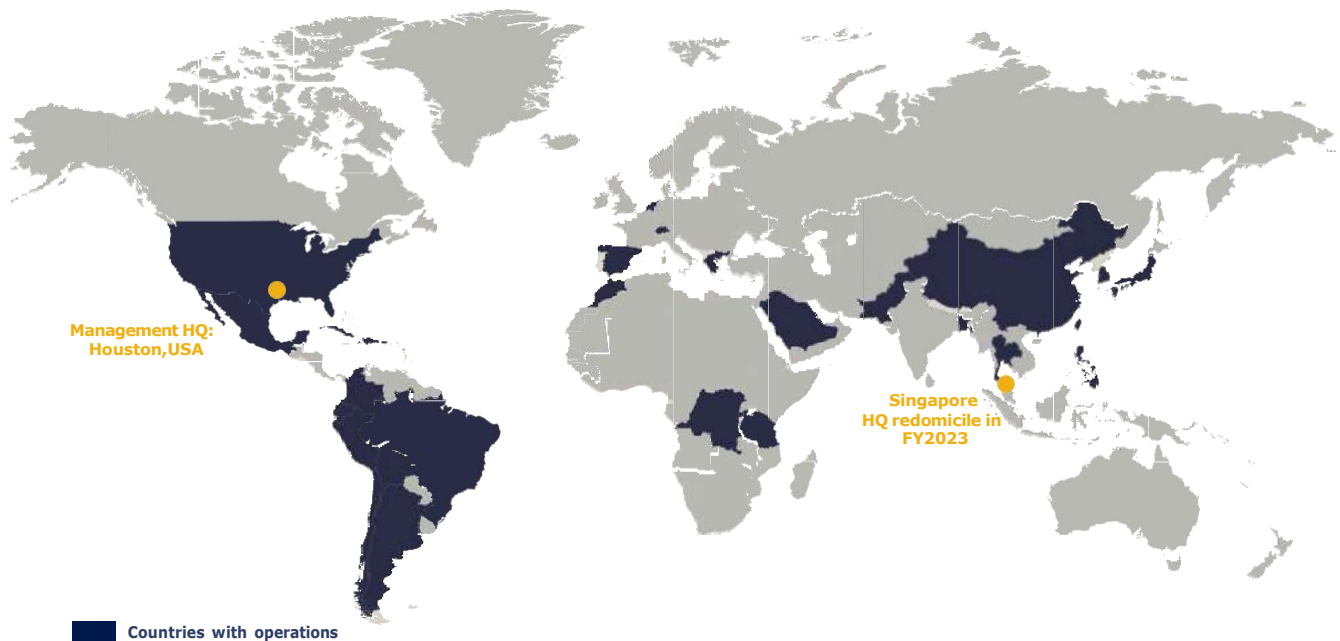 Management HQ:
Houston,USA
Singapore
HQ redomicile in
FY2023
Countries with operations